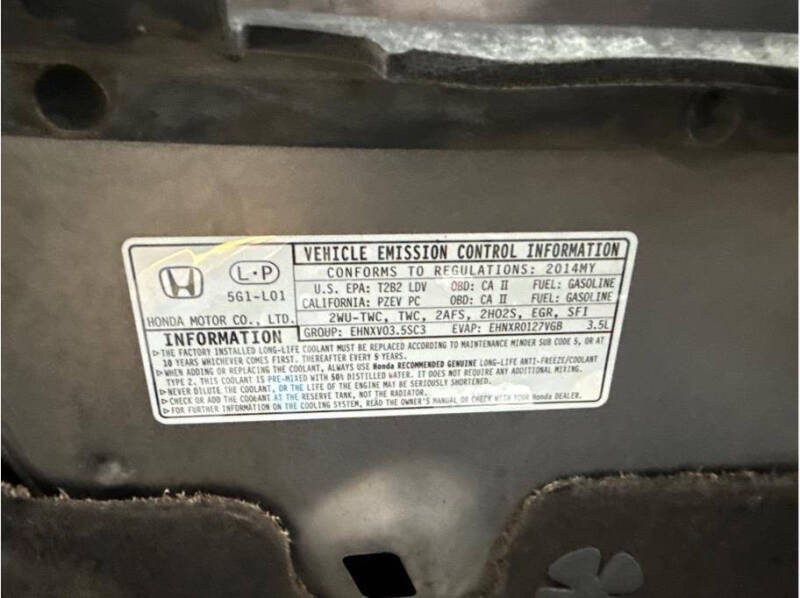 VEHICLE EMISSION CONTROL INFORMATION
CONFORMS TO REGULATIONS: 2014MY
U.S. EPA: T2B2 LDV OBD: CA II FUEL: GASOLINE
CALIFORNIA: PZEV PC OBD: CA II FUEL: GASOLINE
2WU-TWC, TWC, 2AFS, 2HO2S, EGR, SFI
GROUP: EHNXV03.5SC3 EVAP: EHNXR0127VGB 3.5L
L·P
5G1-L01
HONDA MOTOR CO., LTD.
INFORMATION
▷THE FACTORY INSTALLED LONG-LIFE COOLANT MUST BE REPLACED ACCORDING TO MAINTENANCE MINDER SUB CODE 5, OR AT
10 YEARS WHICHEVER COMES FIRST. THEREAFTER EVERY 5 YEARS.
▷WHEN ADDING OR REPLACING THE COOLANT, ALWAYS USE Honda RECOMMENDED GENUINE LONG-LIFE ANTI-FREEZE/COOLANT
TYPE 2. THIS COOLANT IS PRE-MIXED WITH 50% DISTILLED WATER. IT DOES NOT REQUIRE ANY ADDITIONAL MIXING.
▷NEVER DILUTE THE COOLANT, OR THE LIFE OF THE ENGINE MAY BE SERIOUSLY SHORTENED.
▷CHECK OR ADD THE COOLANT AT THE RESERVE TANK, NOT THE RADIATOR.
▷FOR FURTHER INFORMATION ON THE COOLING SYSTEM, READ THE OWNER'S MANUAL OR CHECK WITH YOUR Honda DEALER.